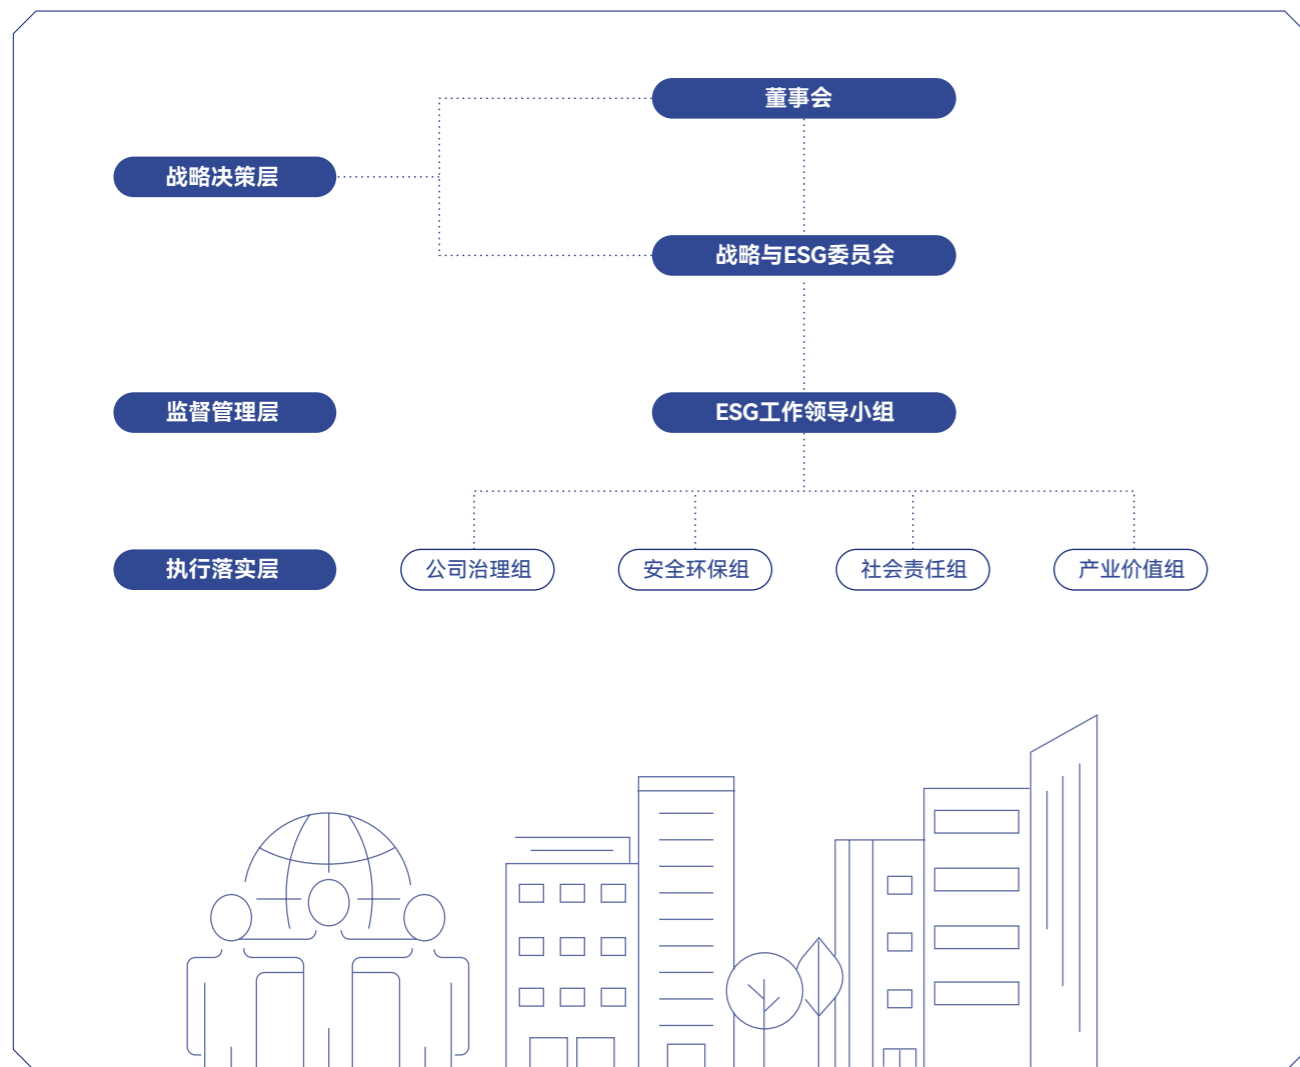 董事会
战略决策层
战略与ESG委员会
监督管理层
ESG工作领导小组
执行落实层
公司治理组
安全环保组
社会责任组
产业价值组